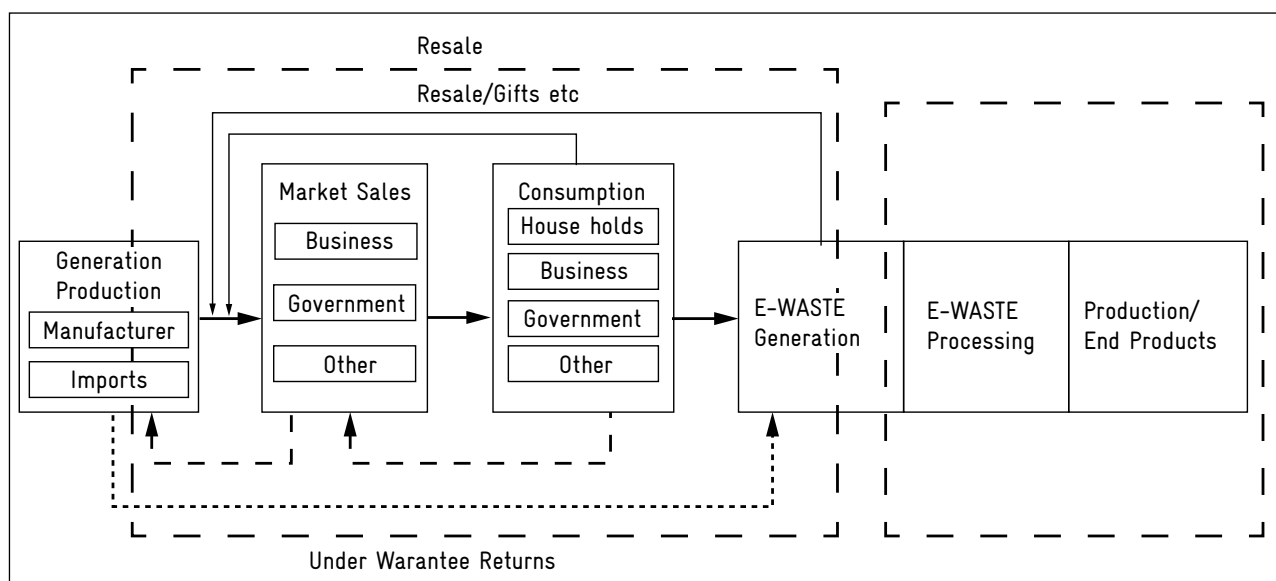 Resale
Resale/Gifts etc
Market Sales
Business
Government
Other
Consumption
House holds
Business
Government
Other
Generation
Production
Manufacturer
Imports
E-WASTE
Generation
E-WASTE
Processing
Production/
End Products
Under Warantee Returns